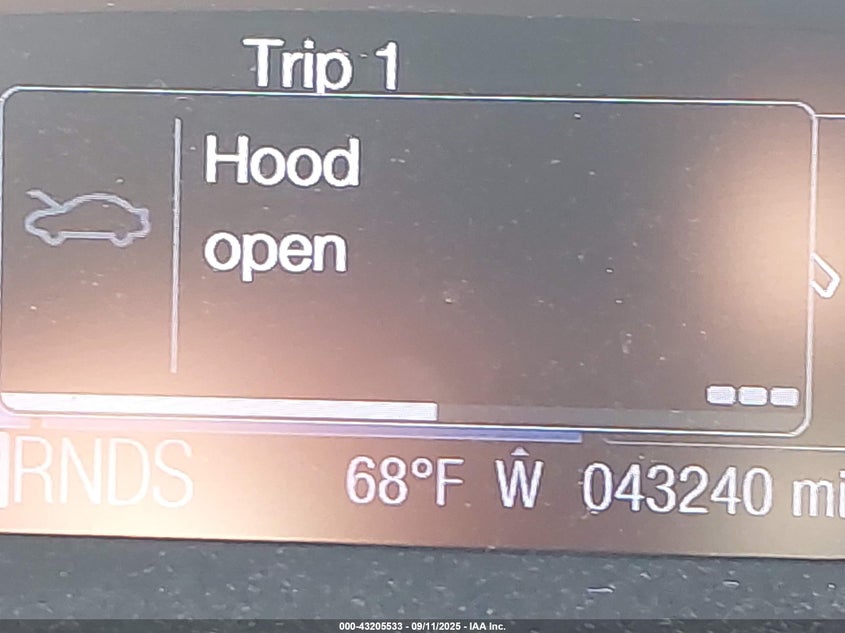 Trip 1
Hood
open
RNDS 68°F W 043240 mi
000-43205533 - 09/11/2025 - IAA Inc.